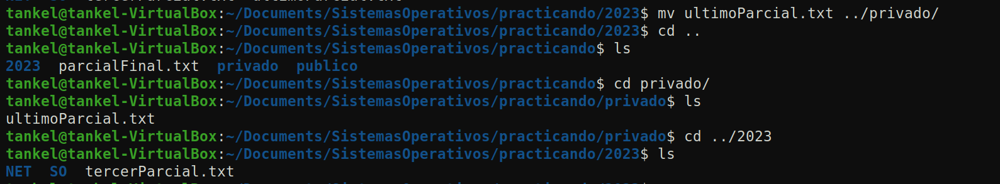 tankel@tankel-VirtualBox:~/Documents/SistemasOperativos/practicando/2023$ mv ultimoParcial.txt ../privado/
tankel@tankel-VirtualBox:~/Documents/SistemasOperativos/practicando/2023$ cd ..
tankel@tankel-VirtualBox:~/Documents/SistemasOperativos/practicando$ ls
2023  parcialFinal.txt  privado  publico
tankel@tankel-VirtualBox:~/Documents/SistemasOperativos/practicando$ cd privado/
tankel@tankel-VirtualBox:~/Documents/SistemasOperativos/practicando/privado$ ls
ultimoParcial.txt
tankel@tankel-VirtualBox:~/Documents/SistemasOperativos/practicando/privado$ cd ../2023
tankel@tankel-VirtualBox:~/Documents/SistemasOperativos/practicando/2023$ ls
NET  SO  tercerParcial.txt